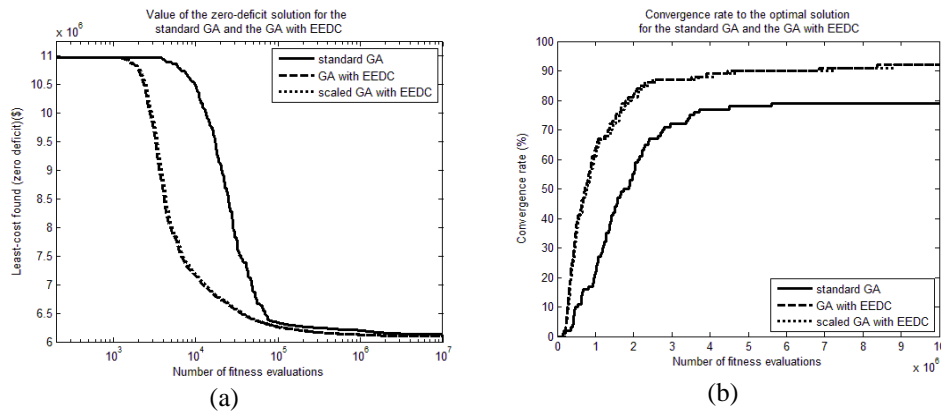 Value of the zero-deficit solution for the
standard GA and the GA with EEDC
x 10^6
11
10.5
10
9.5
9
8.5
8
7.5
7
6.5
6
Least-cost found (zero deficit)($)
standard GA
GA with EEDC
scaled GA with EEDC
10^3
10^4
10^5
10^6
10^7
Number of fitness evaluations
(a)
Convergence rate to the optimal solution
for the standard GA and the GA with EEDC
100
90
80
70
60
50
40
30
20
10
0
Convergence rate (%)
standard GA
GA with EEDC
scaled GA with EEDC
0 1 2 3 4 5 6 7 8 9 10
Number of fitness evaluations
x 10^6
(b)